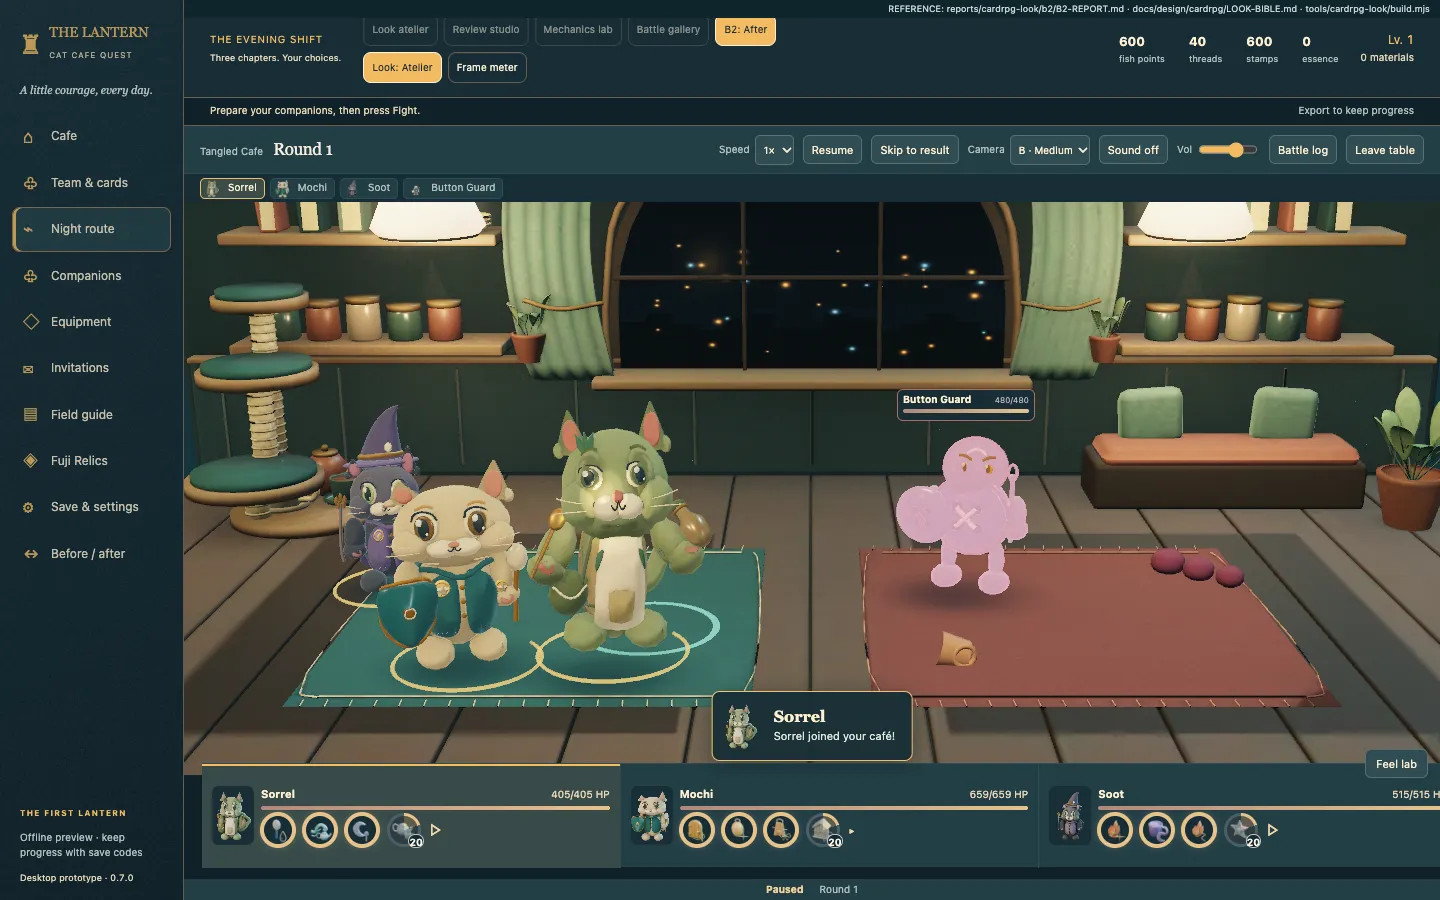 REFERENCE: reports/cardrpg-look/b2/B2-REPORT.md · docs/design/cardrpg/LOOK-BIBLE.md · tools/cardrpg-look/build.mjs
THE LANTERN
CAT CAFE QUEST
A little courage, every day.
Cafe
Team & cards
Night route
Companions
Equipment
Invitations
Field guide
Fuji Relics
Save & settings
Before / after
THE FIRST LANTERN
Offline preview · keep
progress with save codes
Desktop prototype · 0.7.0
THE EVENING SHIFT
Three chapters. Your choices.
Look atelier
Review studio
Mechanics lab
Battle gallery
B2: After
Look: Atelier
Frame meter
600 fish points
40 threads
600 stamps
0 essence
Lv. 1
0 materials
Prepare your companions, then press Fight.
Export to keep progress
Tangled Cafe Round 1
Speed 1x
Resume
Skip to result
Camera B · Medium
Sound off
Vol
Battle log
Leave table
Sorrel
Mochi
Soot
Button Guard
Button Guard 480/480
Sorrel
Sorrel joined your café!
Feel lab
Sorrel 405/405 HP
20
Mochi 659/659 HP
20
Soot 515/515 H
20
Paused Round 1